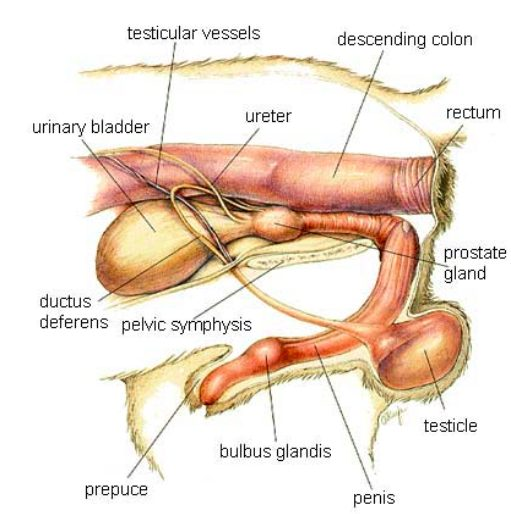 testicular vessels
descending colon
urinary bladder
ureter
rectum
prostate
gland
ductus
deferens
pelvic symphysis
testicle
bulbus glandis
prepuce
penis